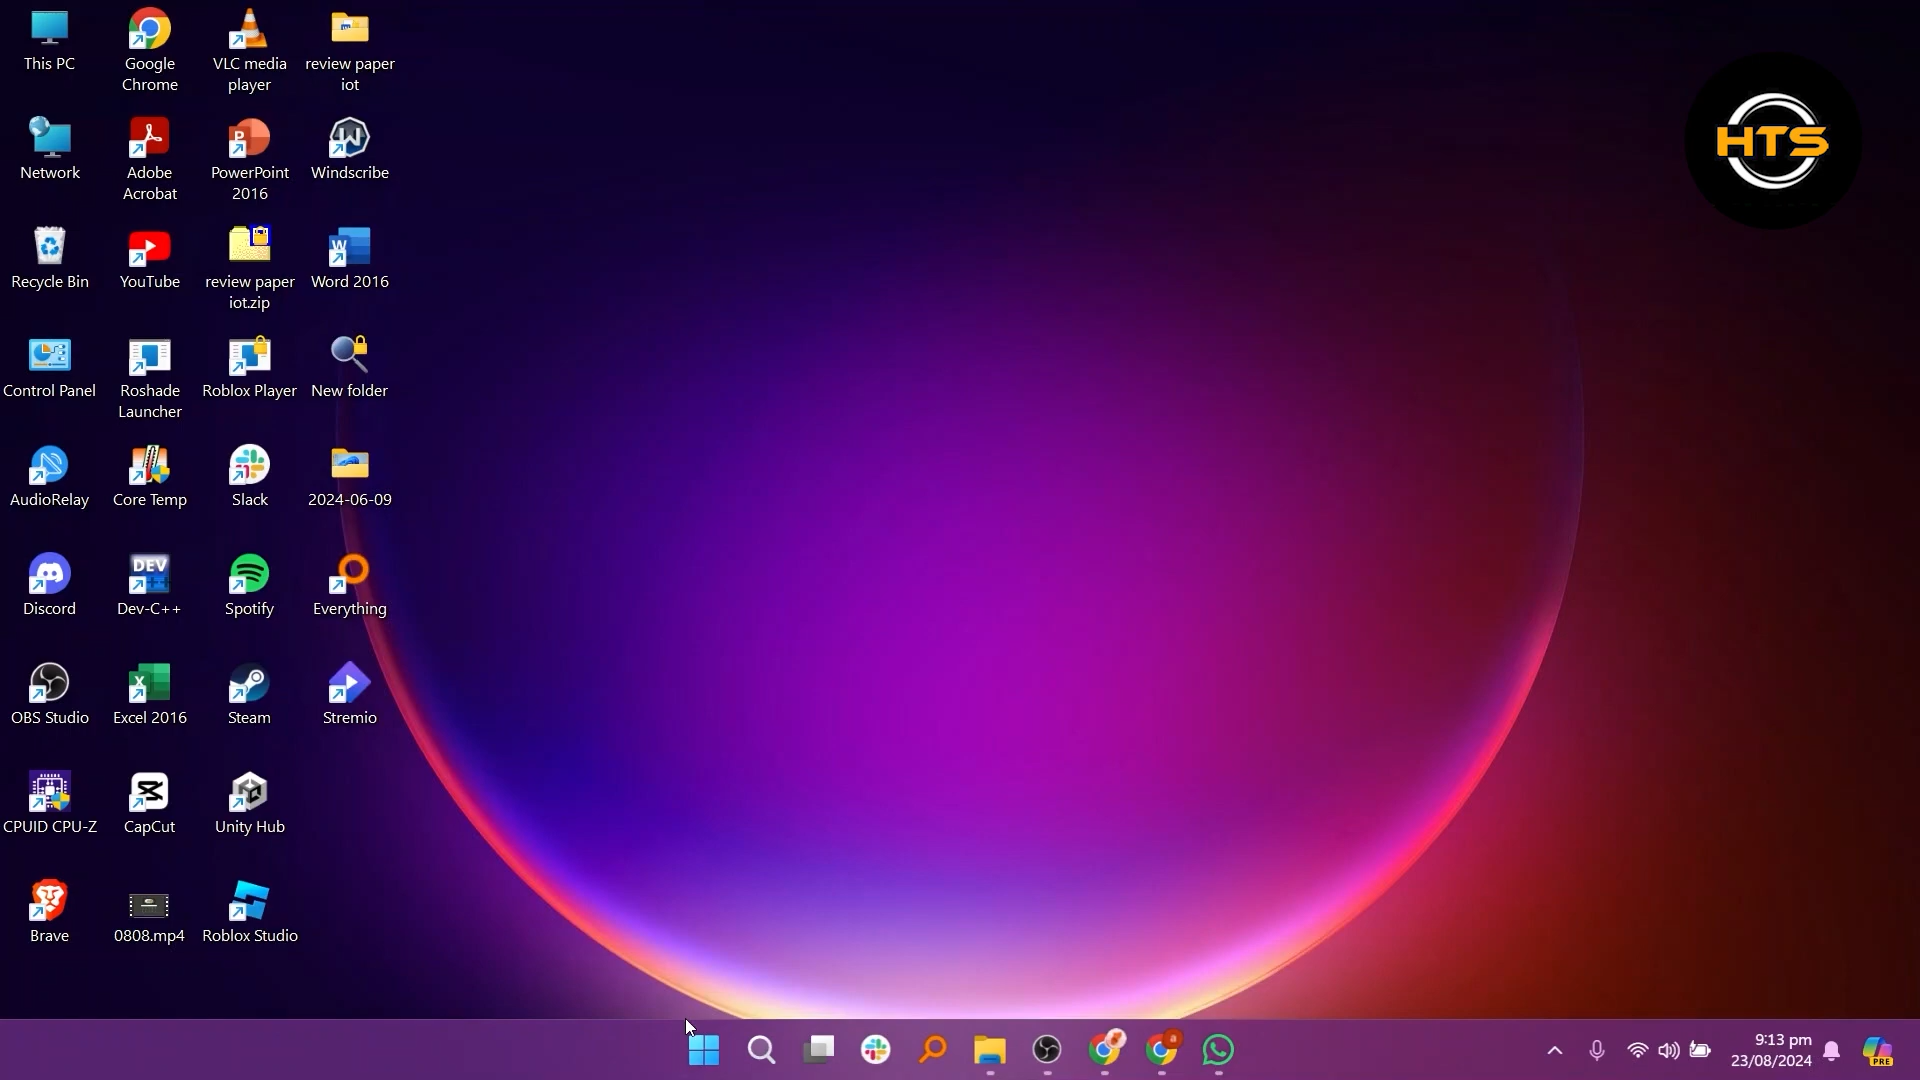 This PC
Google
Chrome
VLC media
player
review paper
iot
Network
Adobe
Acrobat
PowerPoint
2016
Windscribe
Recycle Bin
YouTube
review paper
iot.zip
Word 2016
Control Panel
Roshade
Launcher
Roblox Player
New folder
AudioRelay
Core Temp
Slack
2024-06-09
Discord
DEV
Dev-C++
Spotify
Everything
OBS Studio
Excel 2016
Steam
Stremio
CPUID CPU-Z
CapCut
Unity Hub
Brave
0808.mp4
Roblox Studio
HTS
9:13 pm
23/08/2024
PRE